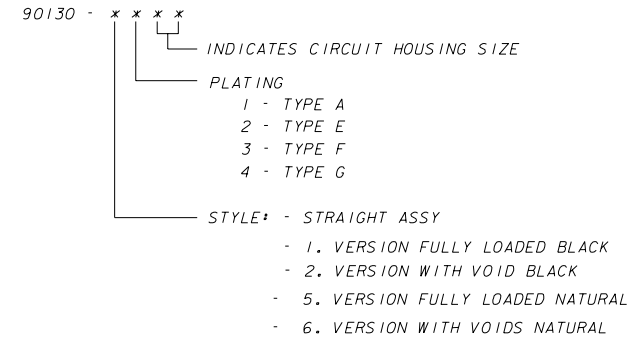 90130 - * * * *
INDICATES CIRCUIT HOUSING SIZE
PLATING
1 - TYPE A
2 - TYPE E
3 - TYPE F
4 - TYPE G
STYLE: - STRAIGHT ASSY
- 1. VERSION FULLY LOADED BLACK
- 2. VERSION WITH VOID BLACK
- 5. VERSION FULLY LOADED NATURAL
- 6. VERSION WITH VOIDS NATURAL